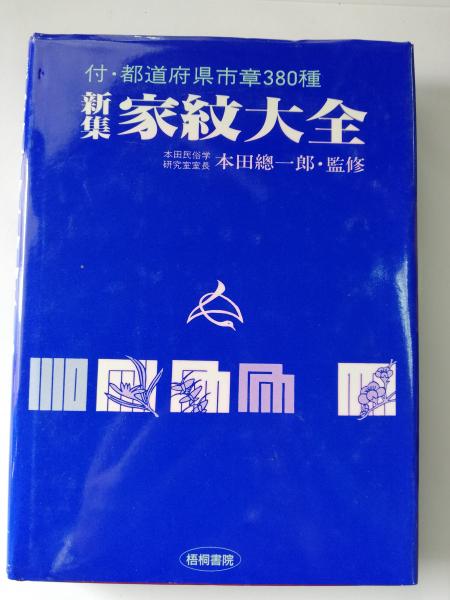 付・都道府県市章380種
新集 家紋大全
本田民俗学
研究室室長 本田總一郎・監修
梧桐書院